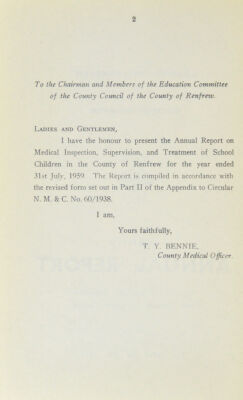 2
To the Chairman and Members of the Education Committee
of the County Council of the County of Renfrew.
LADIES AND GENTLEMEN,
I have the honour to present the Annual Report on
Medical Inspection, Supervision, and Treatment of School
Children in the County of Renfrew for the year ended
31st July, 1939. The Report is compiled in accordance with
the revised form set out in Part II of the Appendix to Circular
N. M. & C. No. 60/1938.
I am,
Yours faithfully,
T. Y. BENNIE,
County Medical Officer.